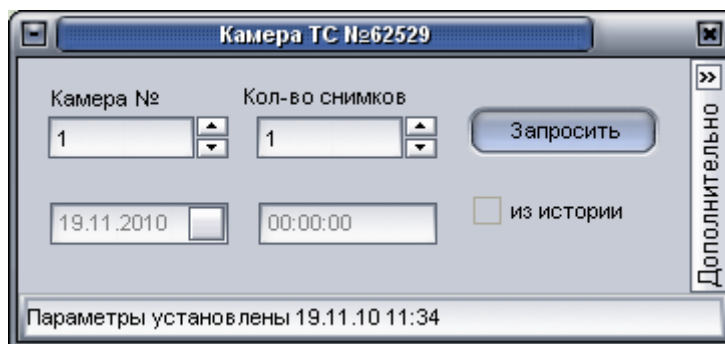 Камера ТС №62529
Камера №
Кол-во снимков
1
1
Запросить
19.11.2010
00:00:00
из истории
Дополнительно
Параметры установлены 19.11.10 11:34